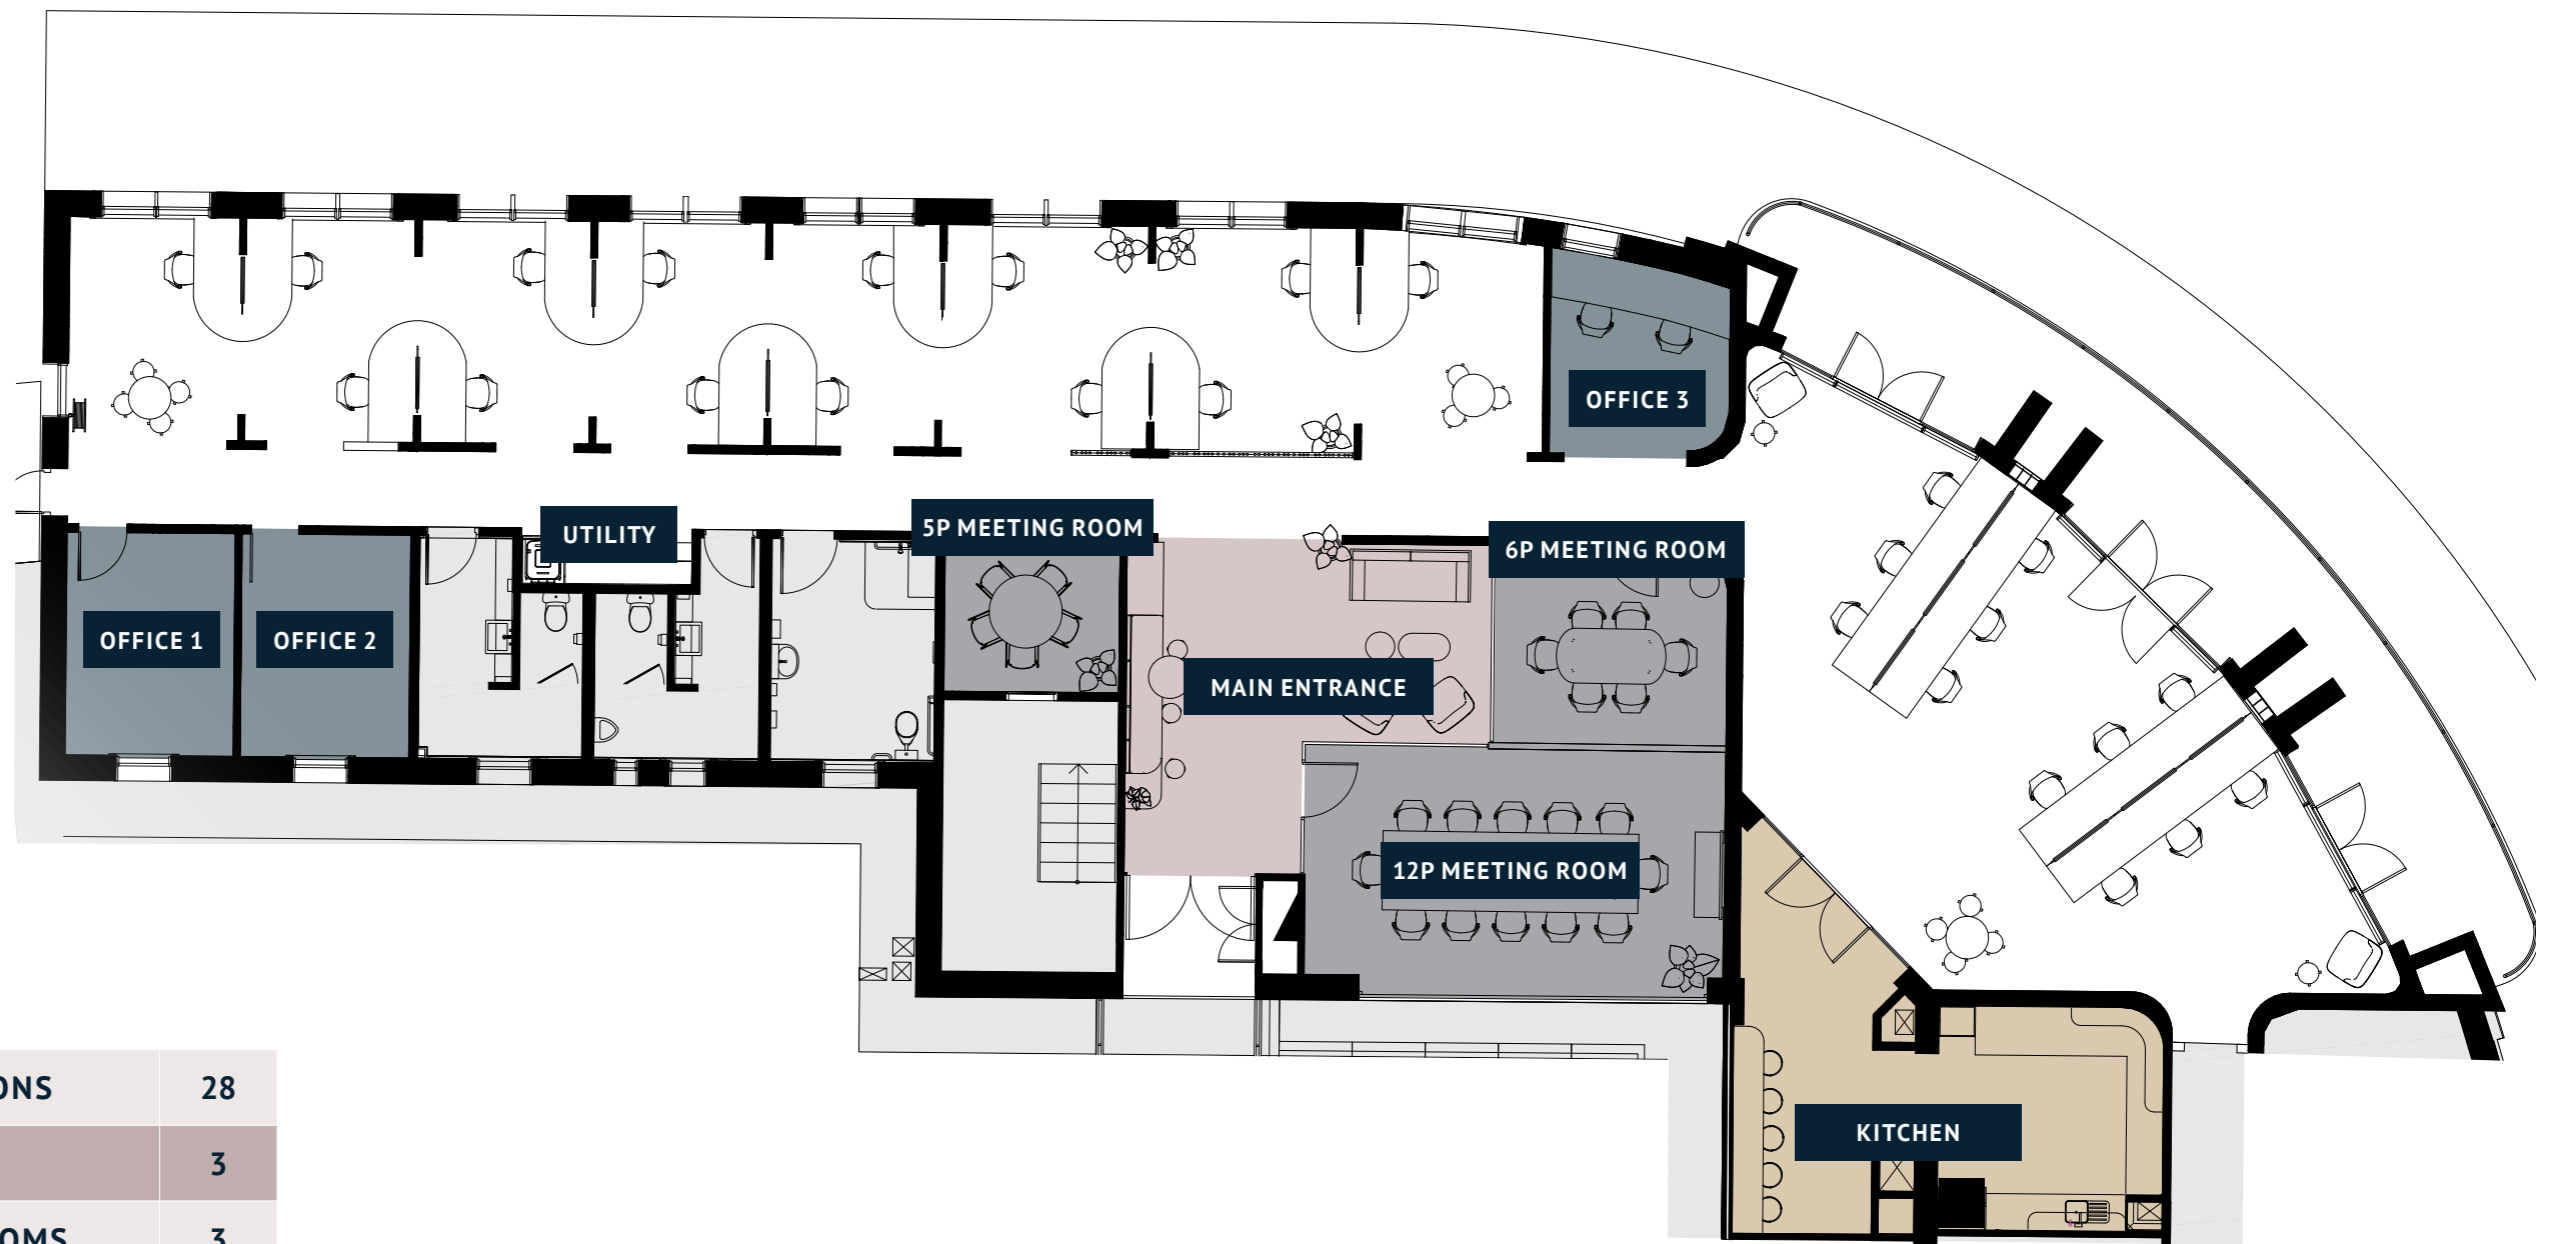 OFFICE 3
UTILITY
5P MEETING ROOM
6P MEETING ROOM
OFFICE 1
OFFICE 2
MAIN ENTRANCE
12P MEETING ROOM
KITCHEN
28
3
3